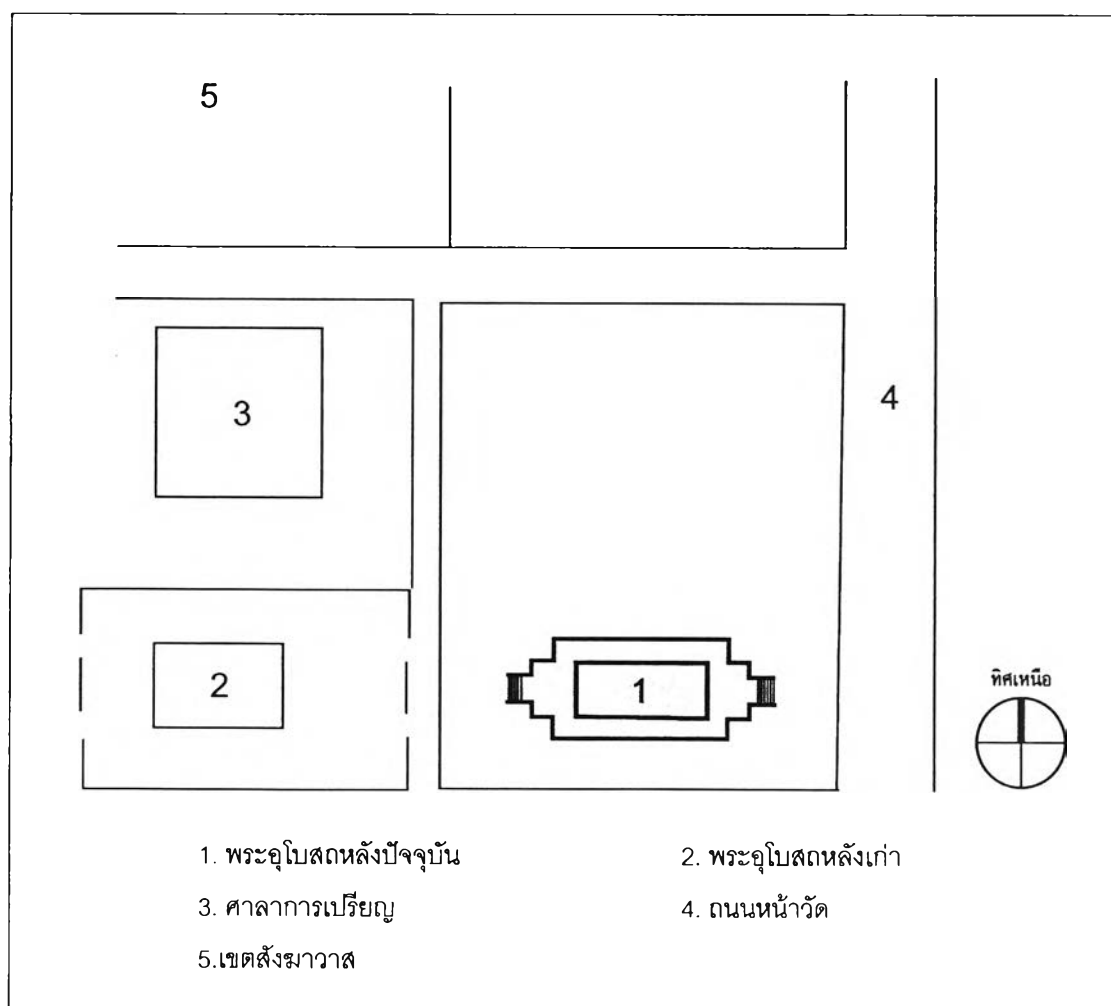 5
3
4
2
1
ทิศเหนือ
1. พระอุโบสถหลังปัจจุบัน 2. พระอุโบสถหลังเก่า
3. ศาลาการเปรียญ 4. ถนนหน้าวัด
5.เขตสังฆาวาส